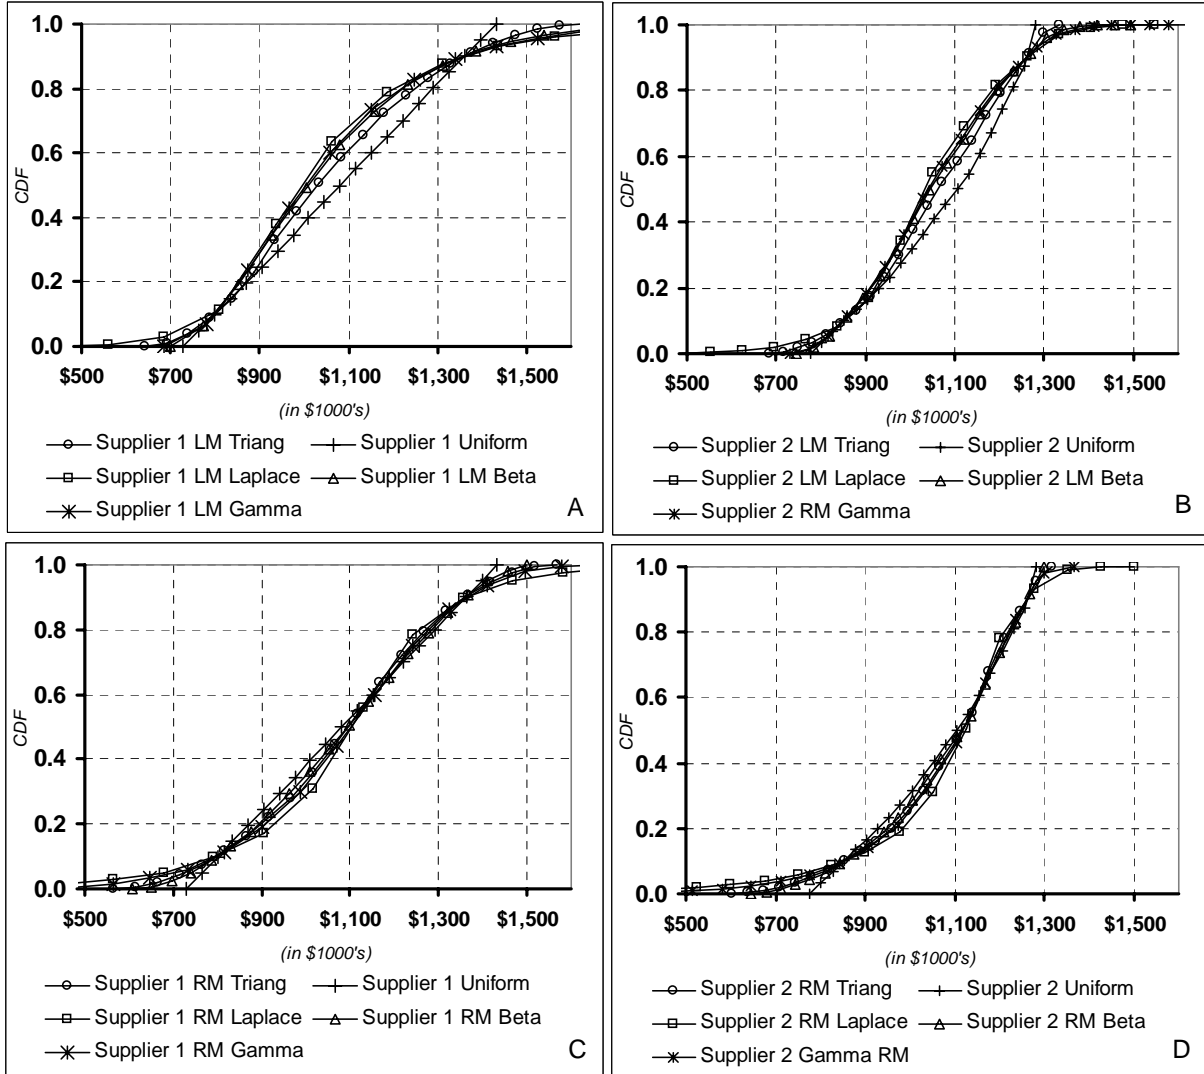 1.0
0.8
0.6
0.4
0.2
0.0
CDF
$500 $700 $900 $1,100 $1,300 $1,500
(in $1000's)
Supplier 1 LM Triang Supplier 1 Uniform
Supplier 1 LM Laplace Supplier 1 LM Beta
Supplier 1 LM Gamma
A
1.0
0.8
0.6
0.4
0.2
0.0
CDF
$500 $700 $900 $1,100 $1,300 $1,500
(in $1000's)
Supplier 2 LM Triang Supplier 2 Uniform
Supplier 2 LM Laplace Supplier 2 LM Beta
Supplier 2 RM Gamma
B
1.0
0.8
0.6
0.4
0.2
0.0
CDF
$500 $700 $900 $1,100 $1,300 $1,500
(in $1000's)
Supplier 1 RM Triang Supplier 1 Uniform
Supplier 1 RM Laplace Supplier 1 RM Beta
Supplier 1 RM Gamma
C
1.0
0.8
0.6
0.4
0.2
0.0
CDF
$500 $700 $900 $1,100 $1,300 $1,500
(in $1000's)
Supplier 2 RM Triang Supplier 2 Uniform
Supplier 2 RM Laplace Supplier 2 RM Beta
Supplier 2 Gamma RM
D